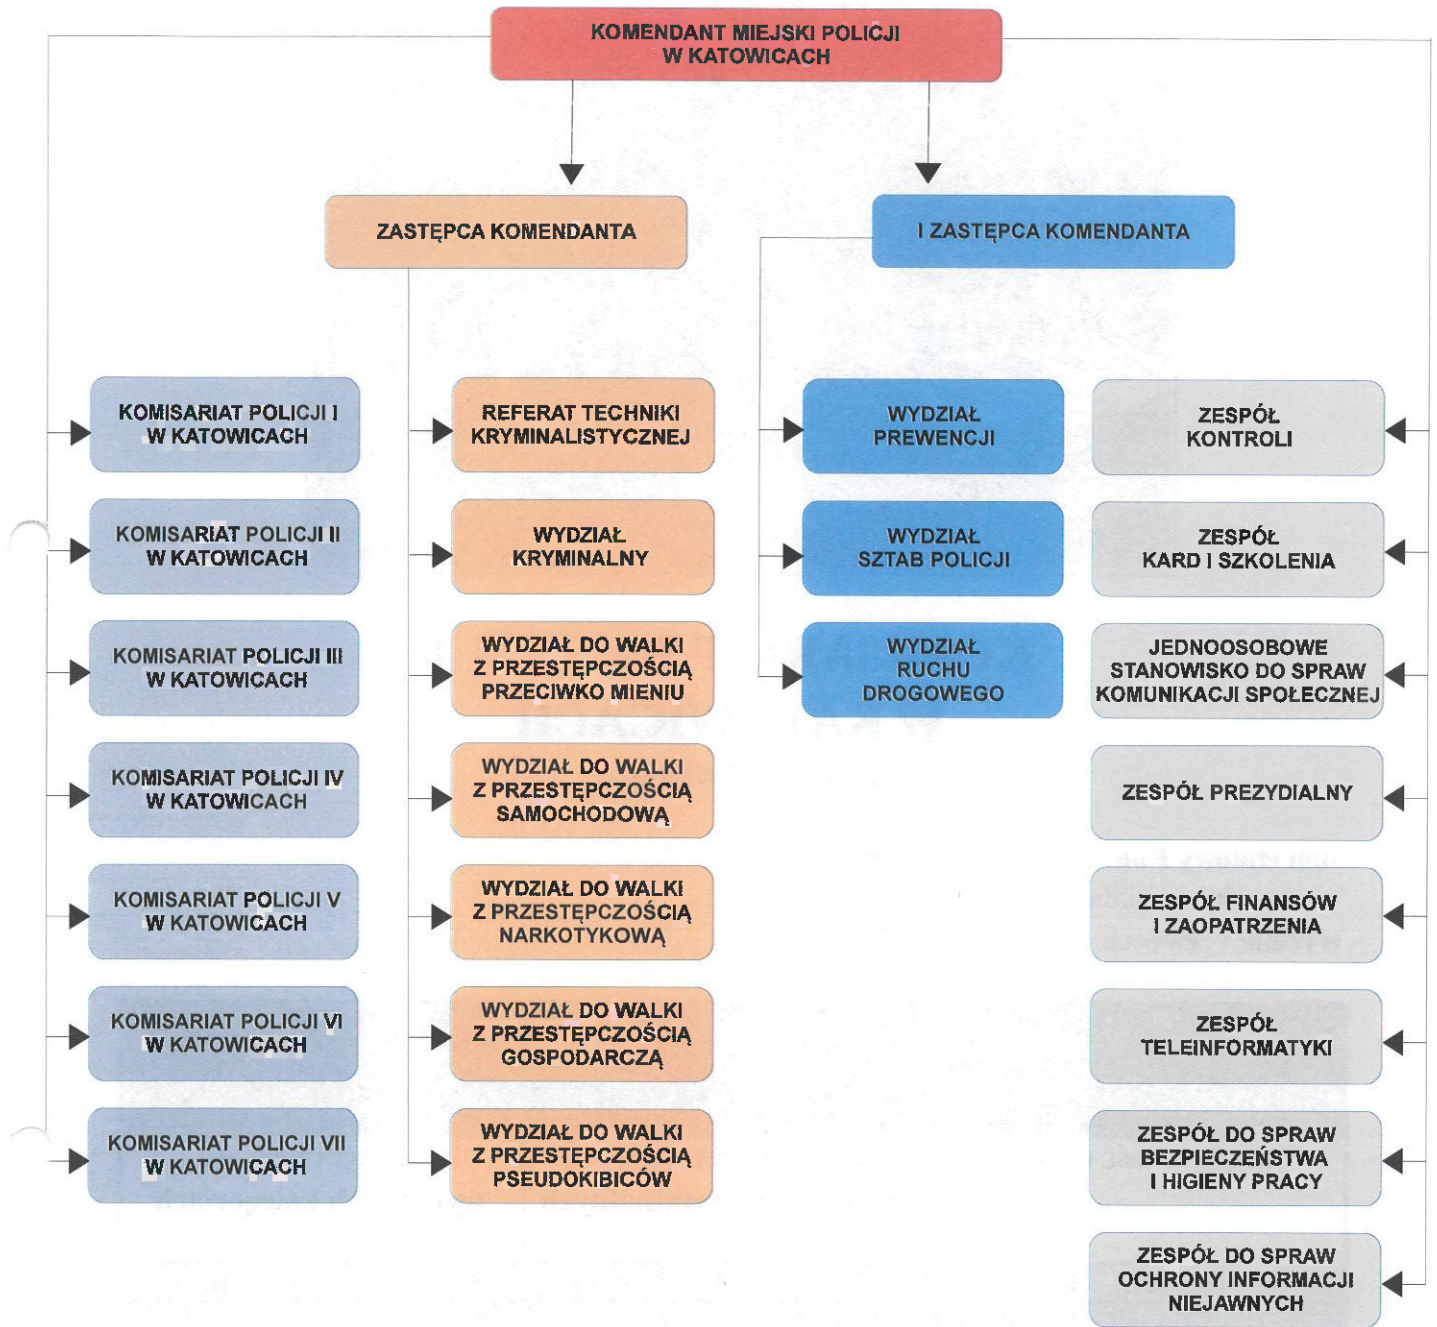 KOMENDANT MIEJSKI POLICJI
W KATOWICACH
ZASTĘPCA KOMENDANTA
I ZASTĘPCA KOMENDANTA
KOMISARIAT POLICJI I
W KATOWICACH
KOMISARIAT POLICJI II
W KATOWICACH
KOMISARIAT POLICJI III
W KATOWICACH
KOMISARIAT POLICJI IV
W KATOWICACH
KOMISARIAT POLICJI V
W KATOWICACH
KOMISARIAT POLICJI VI
W KATOWICACH
KOMISARIAT POLICJI VII
W KATOWICACH
REFERAT TECHNIKI
KRYMINALISTYCZNEJ
WYDZIAŁ
KRYMINALNY
WYDZIAŁ DO WALKI
Z PRZESTĘPCZOŚCIĄ
PRZECIWKO MIENIU
WYDZIAŁ DO WALKI
Z PRZESTĘPCZOŚCIĄ
SAMOCHODOWĄ
WYDZIAŁ DO WALKI
Z PRZESTĘPCZOŚCIĄ
NARKOTYKOWĄ
WYDZIAŁ DO WALKI
Z PRZESTĘPCZOŚCIĄ
GOSPODARCZĄ
WYDZIAŁ DO WALKI
Z PRZESTĘPCZOŚCIĄ
PSEUDOKIBICÓW
WYDZIAŁ
PREWENCJI
WYDZIAŁ
SZTAB POLICJI
WYDZIAŁ
RUCHU
DROGOWEGO
ZESPÓŁ
KONTROLI
ZESPÓŁ
KARD I SZKOLENIA
JEDNOOSOBOWE
STANOWISKO DO SPRAW
KOMUNIKACJI SPOŁECZNEJ
ZESPÓŁ PREZYDIALNY
ZESPÓŁ FINANSÓW
I ZAOPATRZENIA
ZESPÓŁ
TELEINFORMATYKI
ZESPÓŁ DO SPRAW
BEZPIECZEŃSTWA
I HIGIENY PRACY
ZESPÓŁ DO SPRAW
OCHRONY INFORMACJI
NIEJAWNYCH